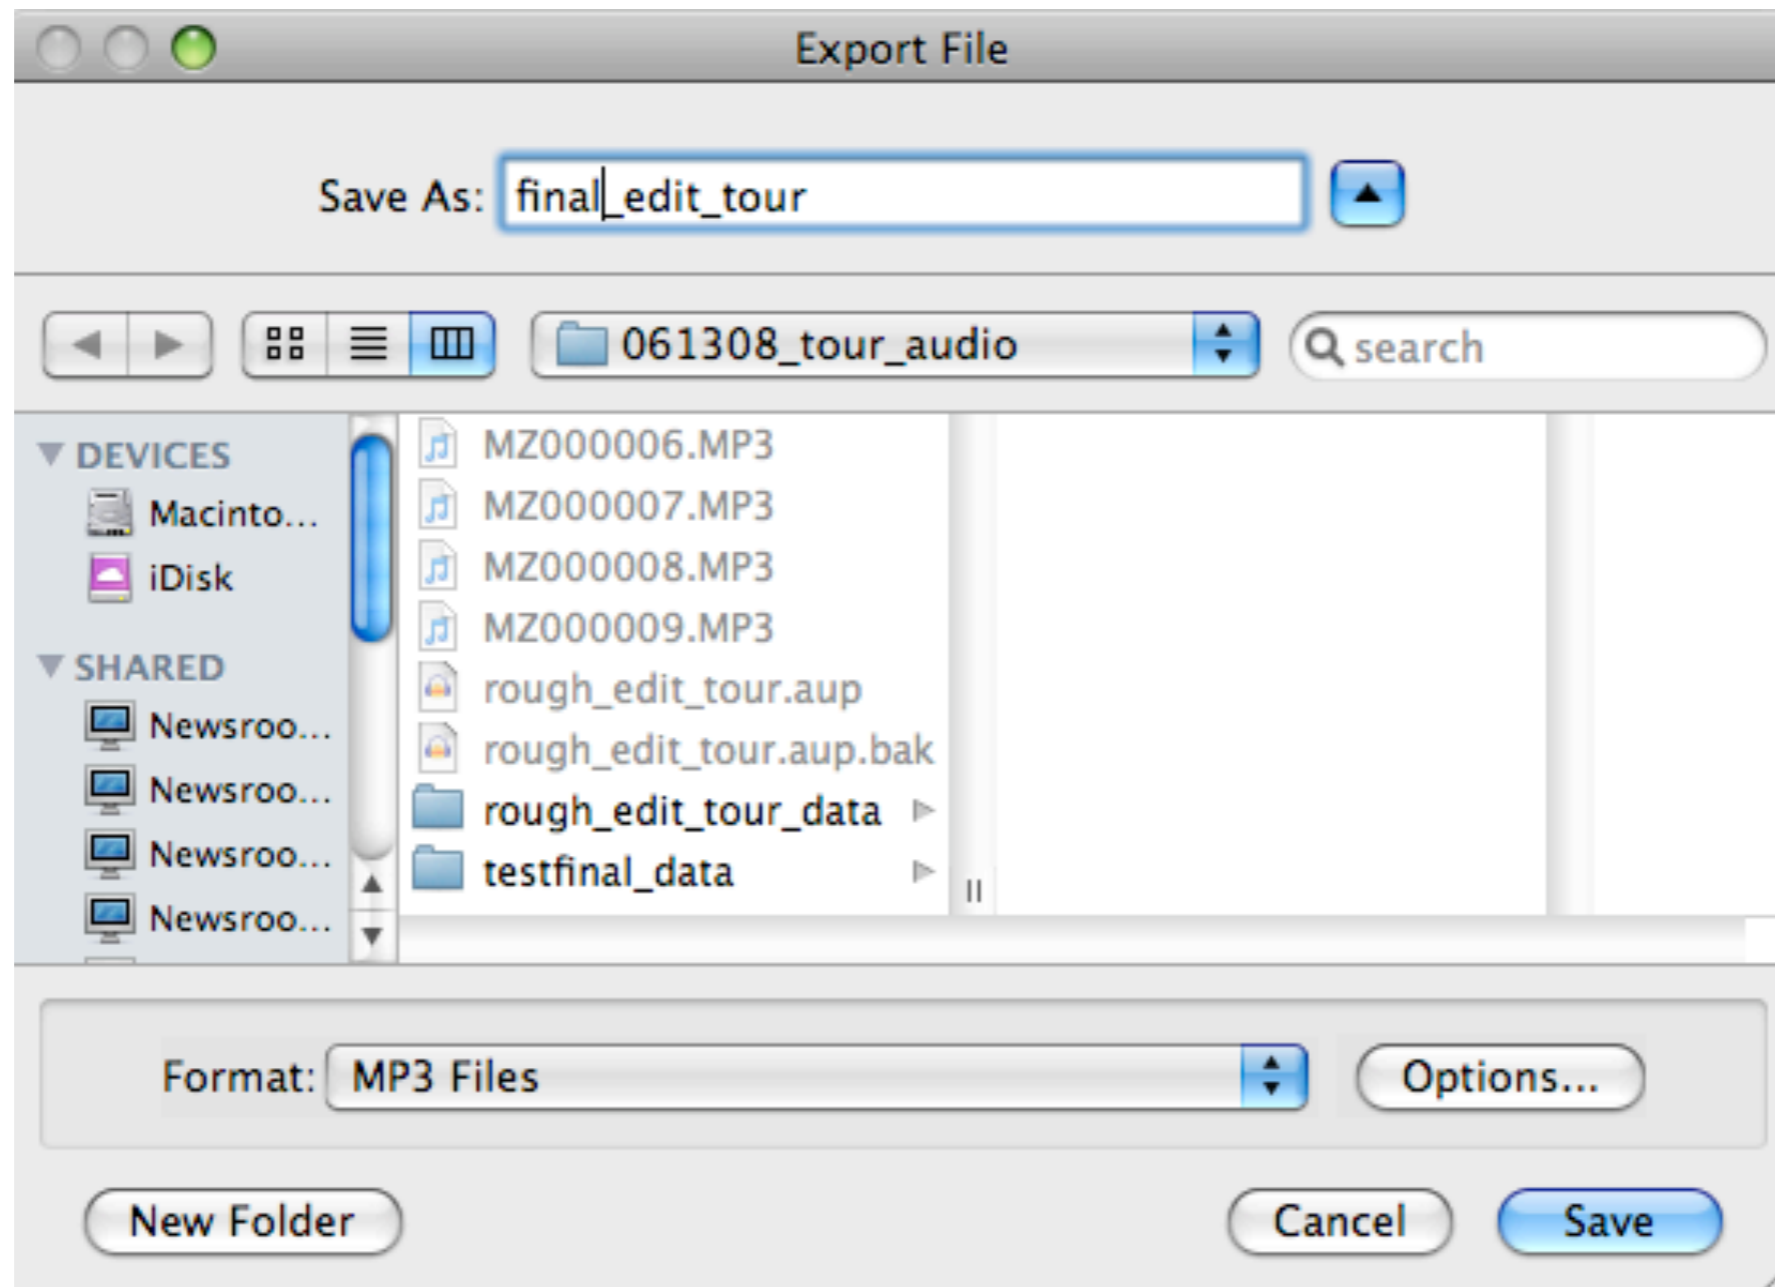 Export File
Save As: final_edit_tour
061308_tour_audio
search
DEVICES
Macinto...
iDisk
SHARED
Newsroo...
Newsroo...
Newsroo...
Newsroo...
MZ000006.MP3
MZ000007.MP3
MZ000008.MP3
MZ000009.MP3
rough_edit_tour.aup
rough_edit_tour.aup.bak
rough_edit_tour_data
testfinal_data
Format: MP3 Files
Options...
New Folder
Cancel
Save